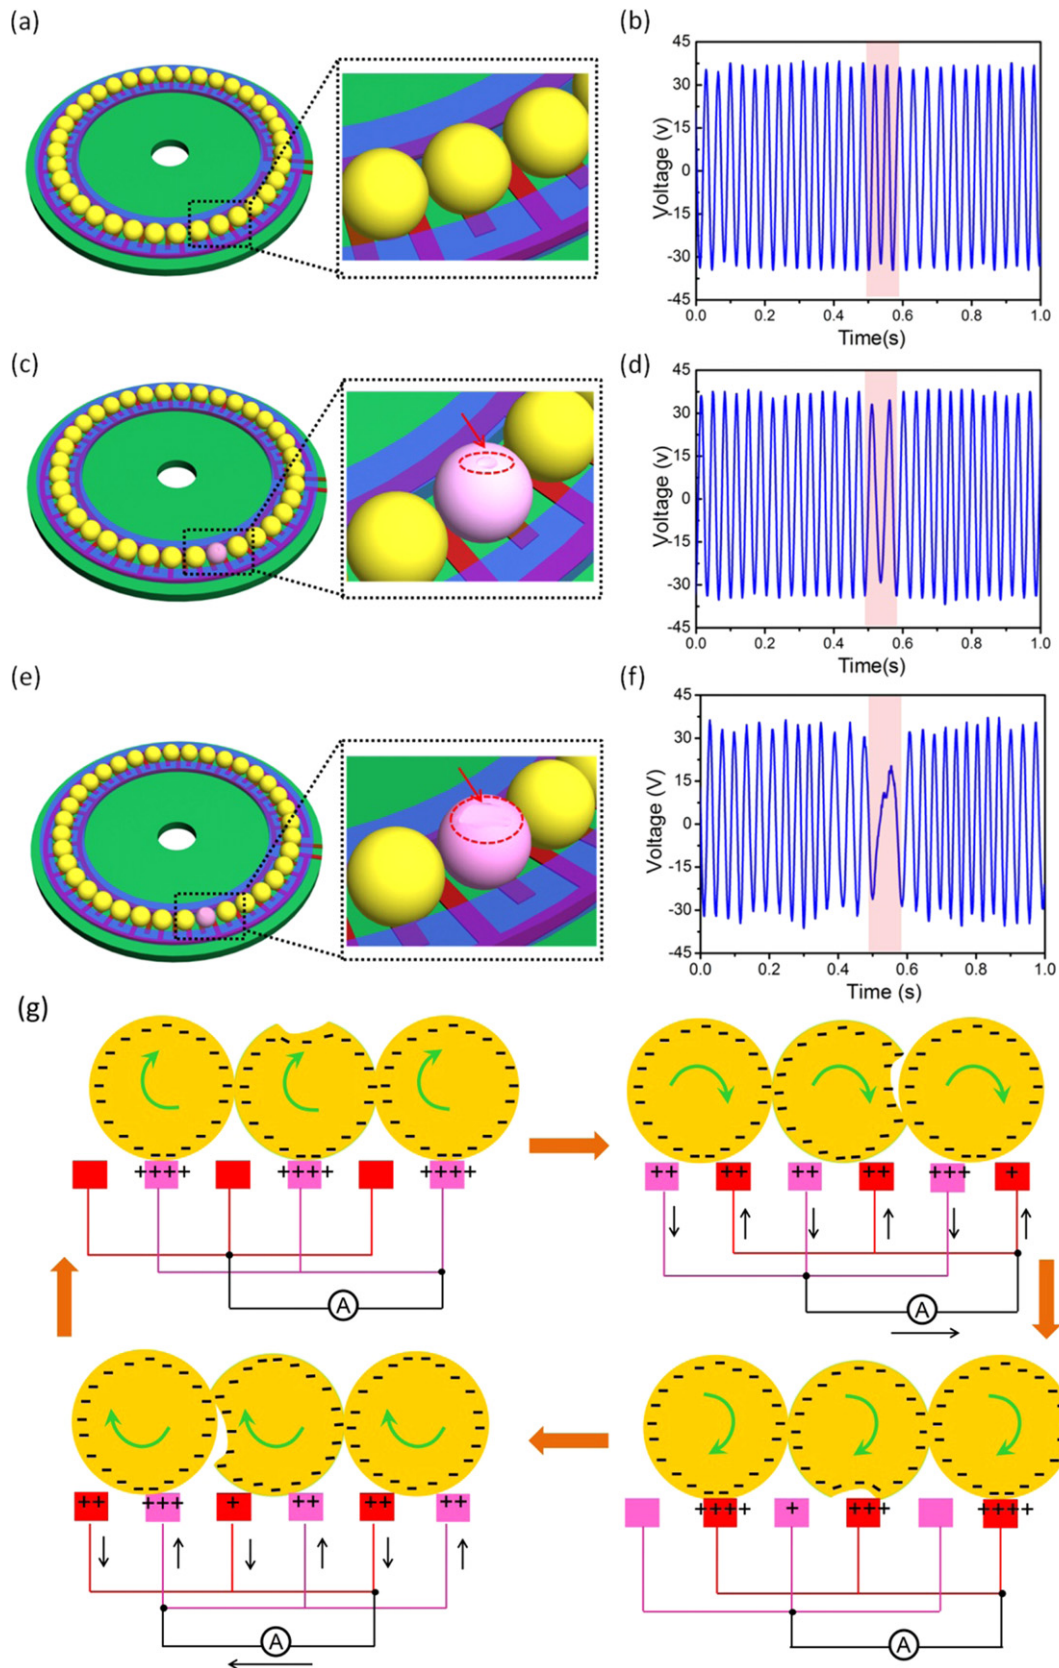 (a)
(b)
45
30
15
0
-15
-30
-45
Voltage (v)
0.0 0.2 0.4 0.6 0.8 1.0
Time(s)
(c)
(d)
45
30
15
0
-15
-30
-45
Voltage (v)
0.0 0.2 0.4 0.6 0.8 1.0
Time(s)
(e)
(f)
45
30
15
0
-15
-30
-45
Voltage (V)
0.0 0.2 0.4 0.6 0.8 1.0
Time (s)
(g)
++++ ++++ ++++
A
++ ++ ++ ++ +++ +
A
++ +++ + ++ ++ ++
A
++++ + +++ ++++
A